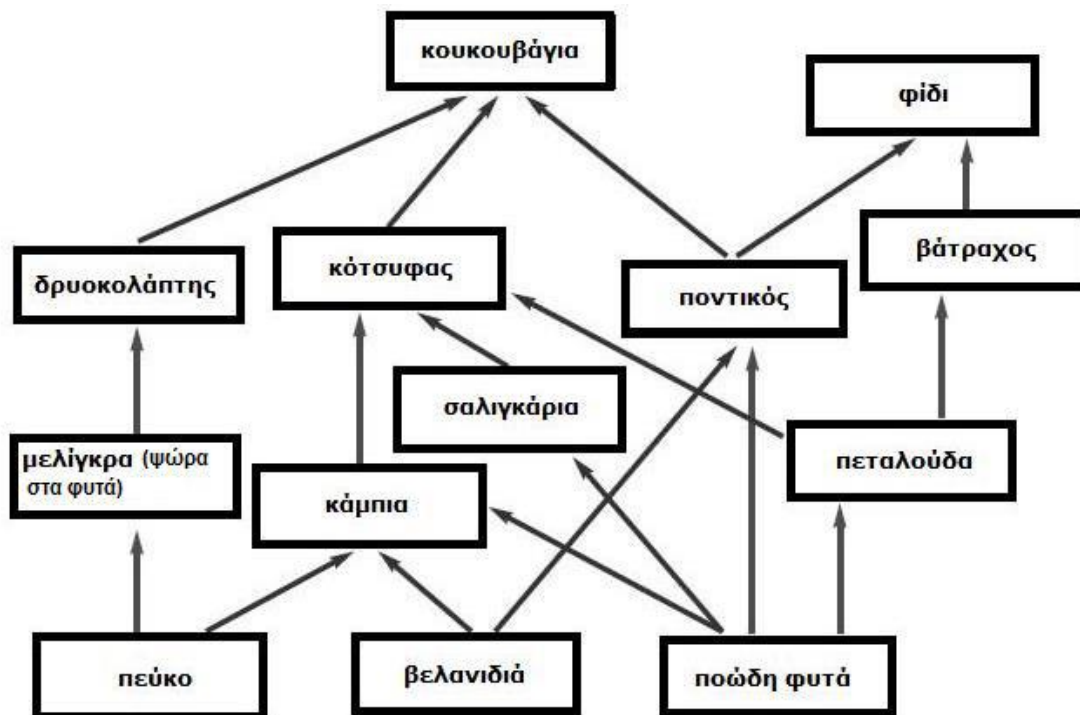 κουκουβάγια
φίδι
βάτραχος
κότσυφας
δρυοκολάπτης
ποντικός
σαλιγκάρια
πεταλούδα
μελίγκρα (ψώρα
στα φυτά)
κάμπια
πεύκο
βελανιδιά
ποώδη φυτά